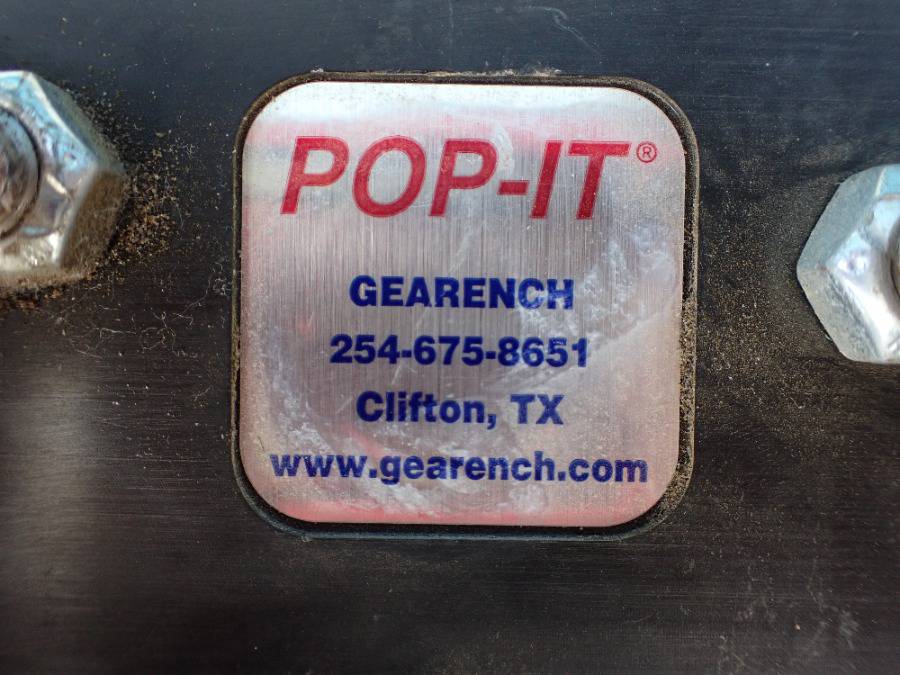 POP-IT®
GEARENCH
254-675-8651
Clifton, TX
www.gearench.com